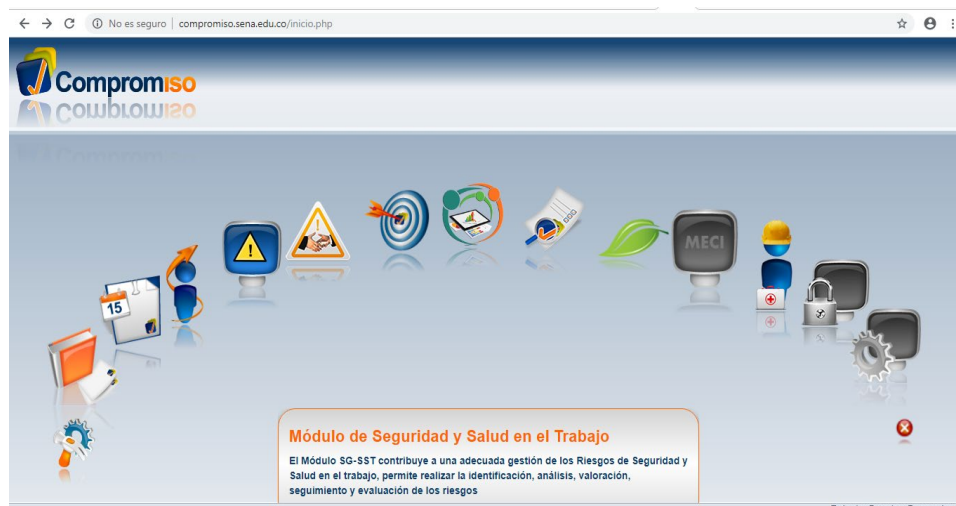 No es seguro | compromiso.sena.edu.co/inicio.php
Compromiso
15
MECI
Módulo de Seguridad y Salud en el Trabajo
El Módulo SG-SST contribuye a una adecuada gestión de los Riesgos de Seguridad y
Salud en el trabajo, permite realizar la identificación, análisis, valoración,
seguimiento y evaluación de los riesgos